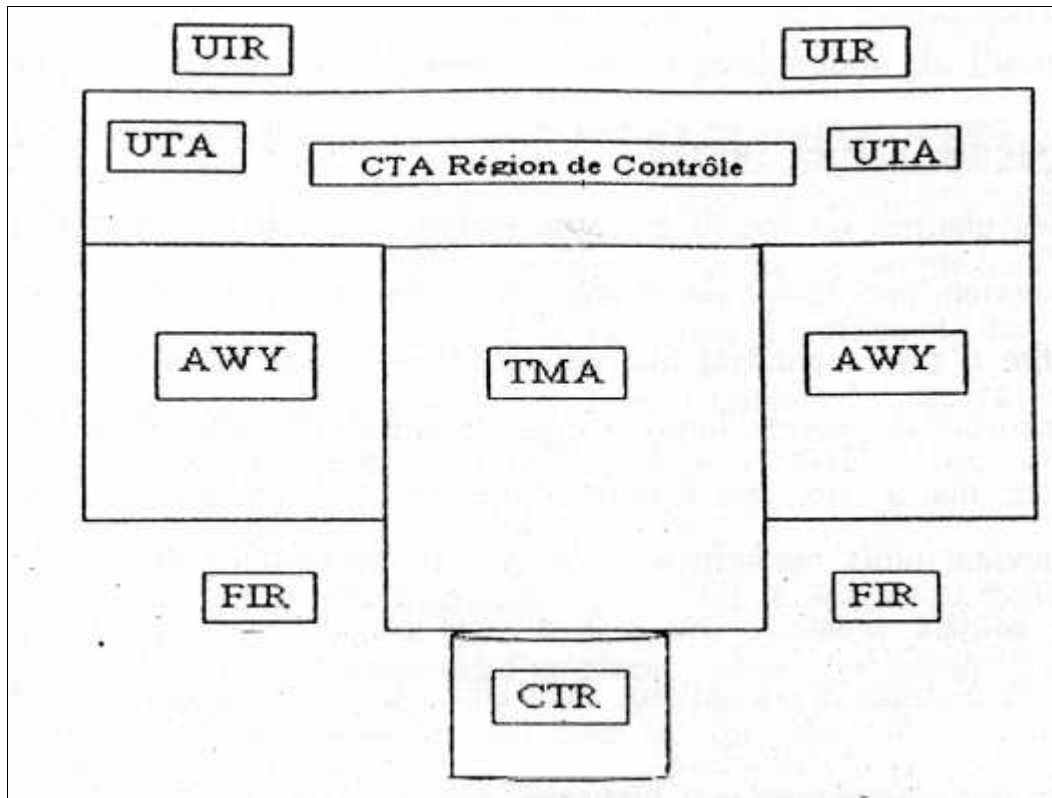 UIR UIR
UTA CTA Région de Contrôle UTA
AWY TMA AWY
FIR FIR
CTR